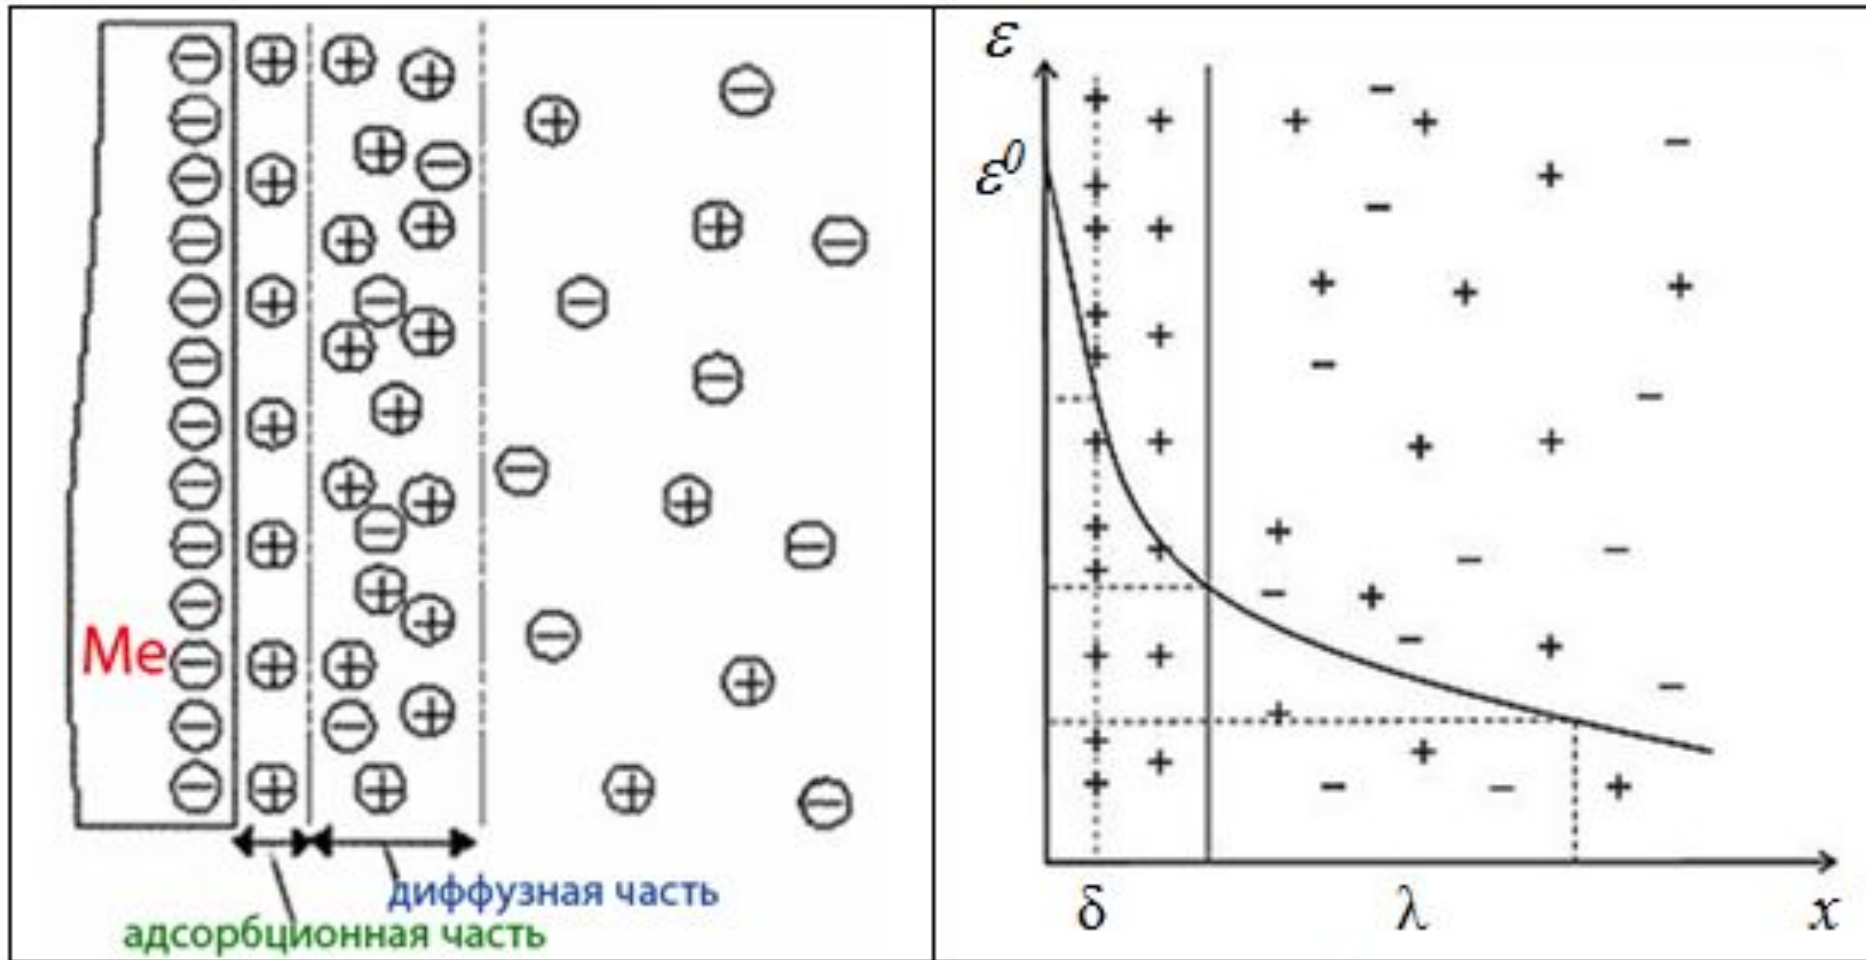 Me
диффузная часть
адсорбционная часть
ε
ε⁰
δ λ x